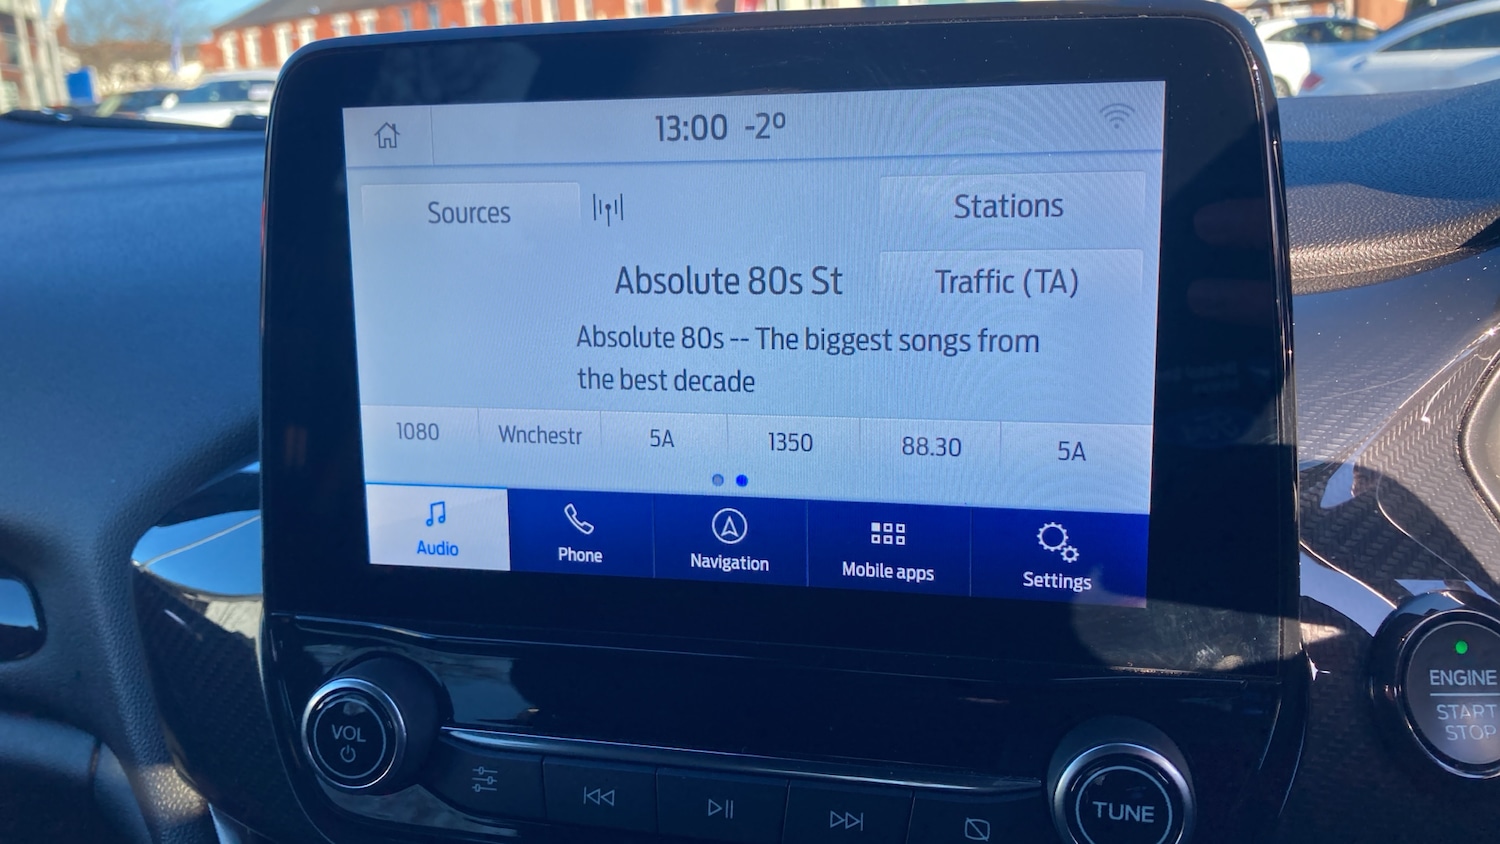 13:00 -2°
Sources
Stations
Absolute 80s St
Traffic (TA)
Absolute 80s -- The biggest songs from
the best decade
1080 Wnchestr 5A 1350 88.30 5A
Audio Phone Navigation Mobile apps Settings
ENGINE
START
STOP
VOL
TUNE